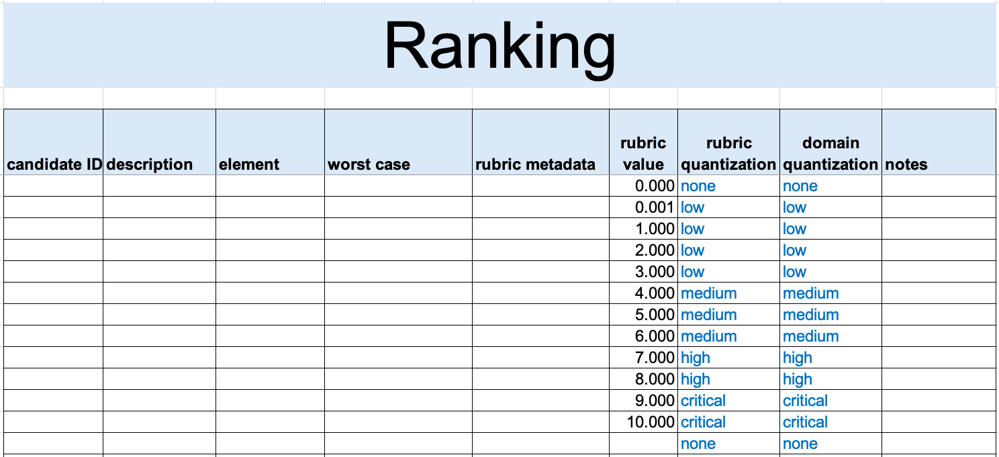 Ranking
candidate ID description element worst case rubric metadata rubric value rubric quantization domain quantization notes
0.000 none none
0.001 low low
1.000 low low
2.000 low low
3.000 low low
4.000 medium medium
5.000 medium medium
6.000 medium medium
7.000 high high
8.000 high high
9.000 critical critical
10.000 critical critical
none none